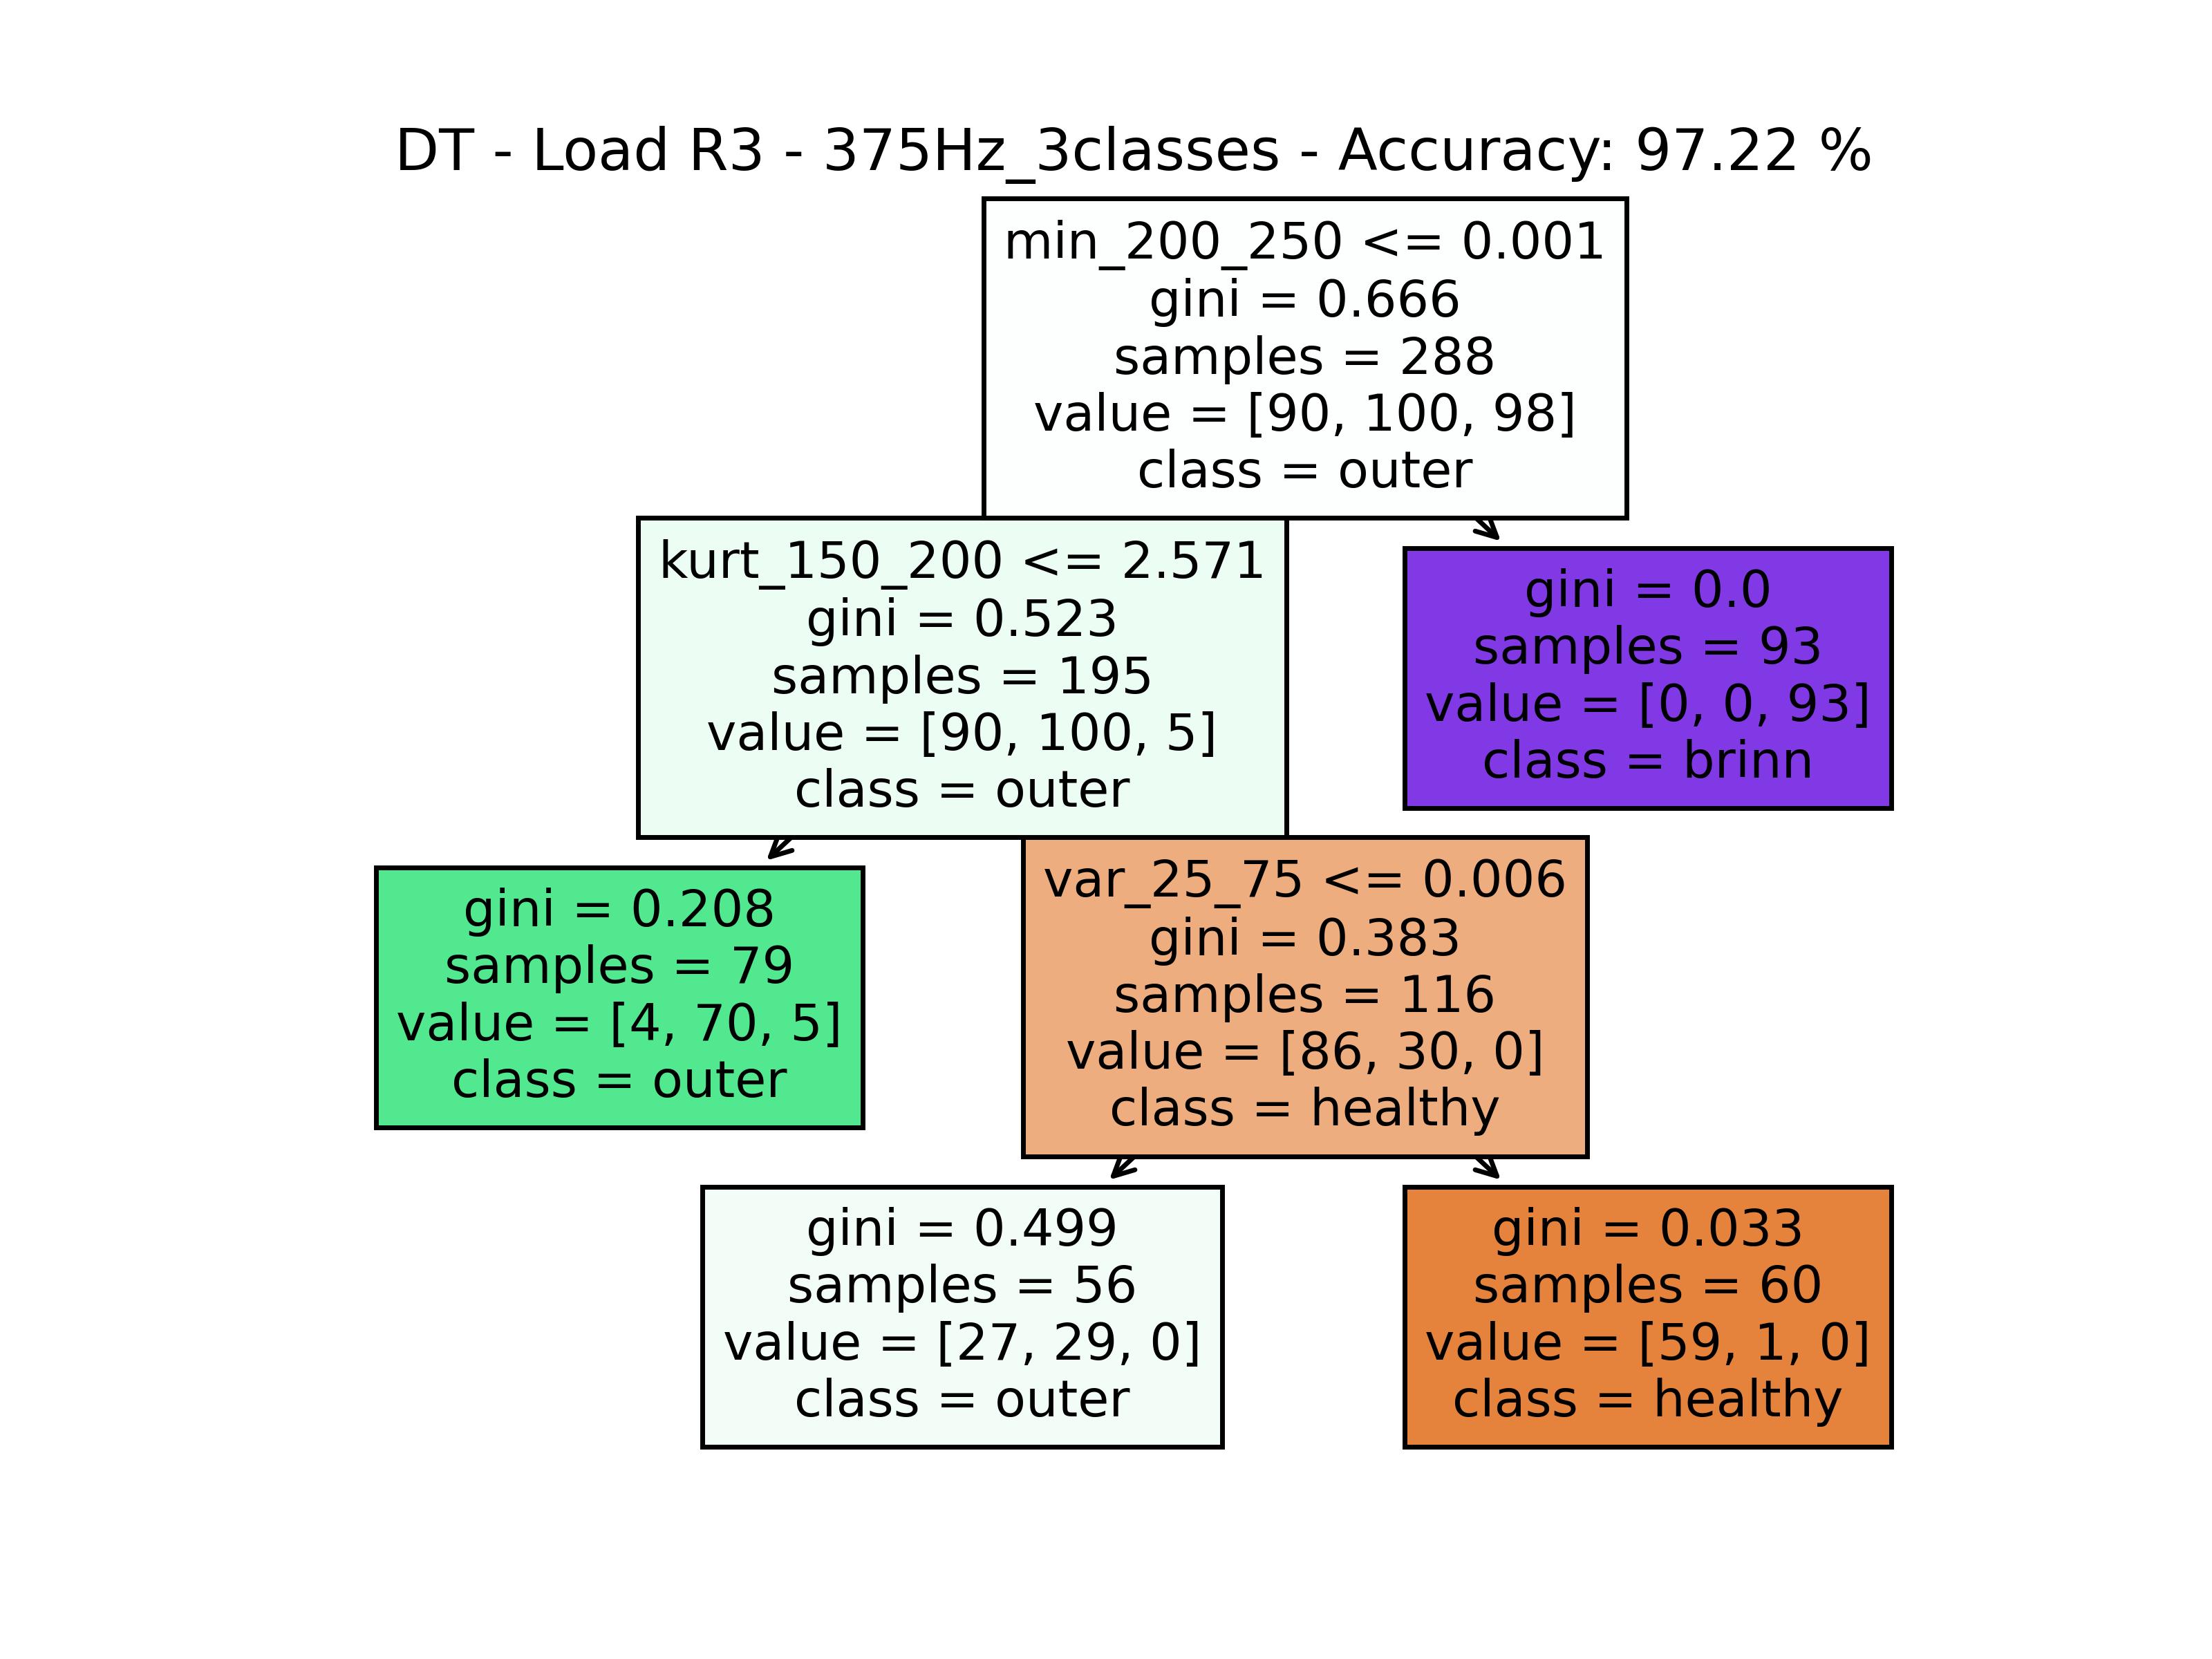 DT - Load R3 - 375Hz_3classes - Accuracy: 97.22 %
min_200_250 <= 0.001
gini = 0.666
samples = 288
value = [90, 100, 98]
class = outer
kurt_150_200 <= 2.571
gini = 0.523
samples = 195
value = [90, 100, 5]
class = outer
gini = 0.0
samples = 93
value = [0, 0, 93]
class = brinn
gini = 0.208
samples = 79
value = [4, 70, 5]
class = outer
var_25_75 <= 0.006
gini = 0.383
samples = 116
value = [86, 30, 0]
class = healthy
gini = 0.499
samples = 56
value = [27, 29, 0]
class = outer
gini = 0.033
samples = 60
value = [59, 1, 0]
class = healthy